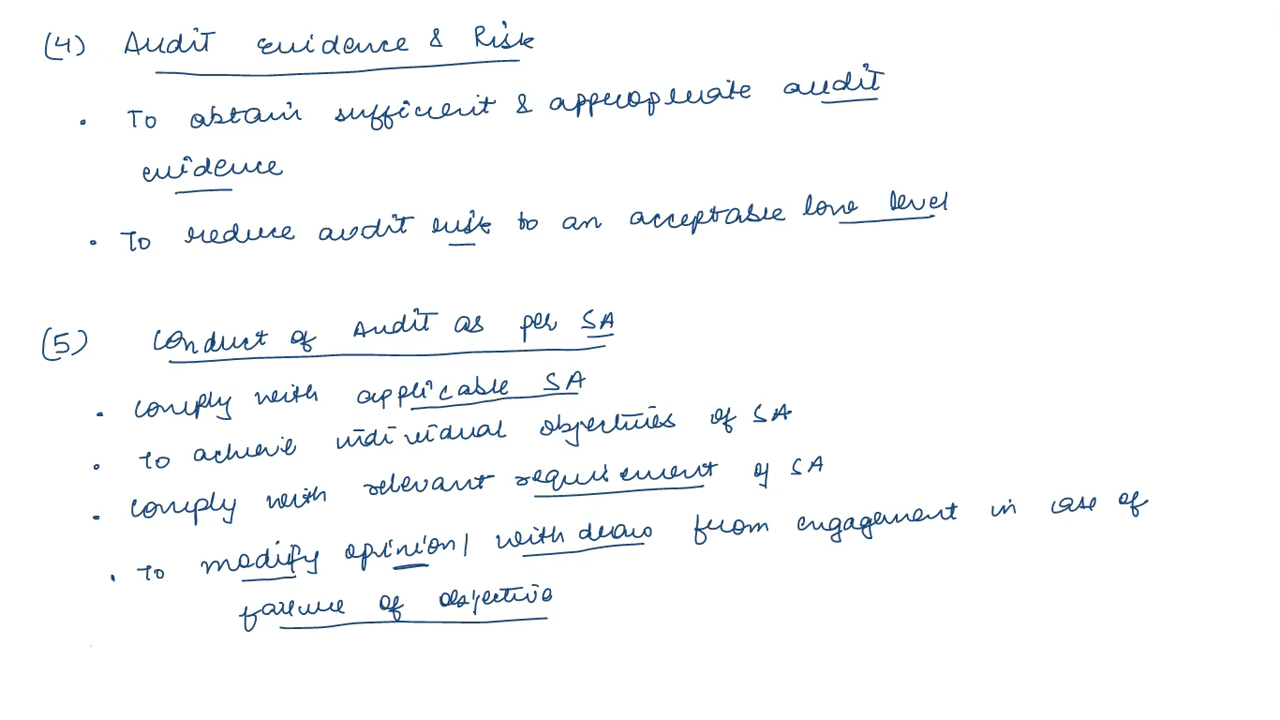 (4) Audit evidence & Risk
• To obtain sufficient & appropriate audit
evidence
• To reduce audit risk to an acceptable low level
(5) Conduct of Audit as per SA
• Comply with applicable SA
• To achieve individual objectives of SA
• Comply with relevant requirement of SA
• To modify opinion / withdraw from engagement in case of
failure of objective